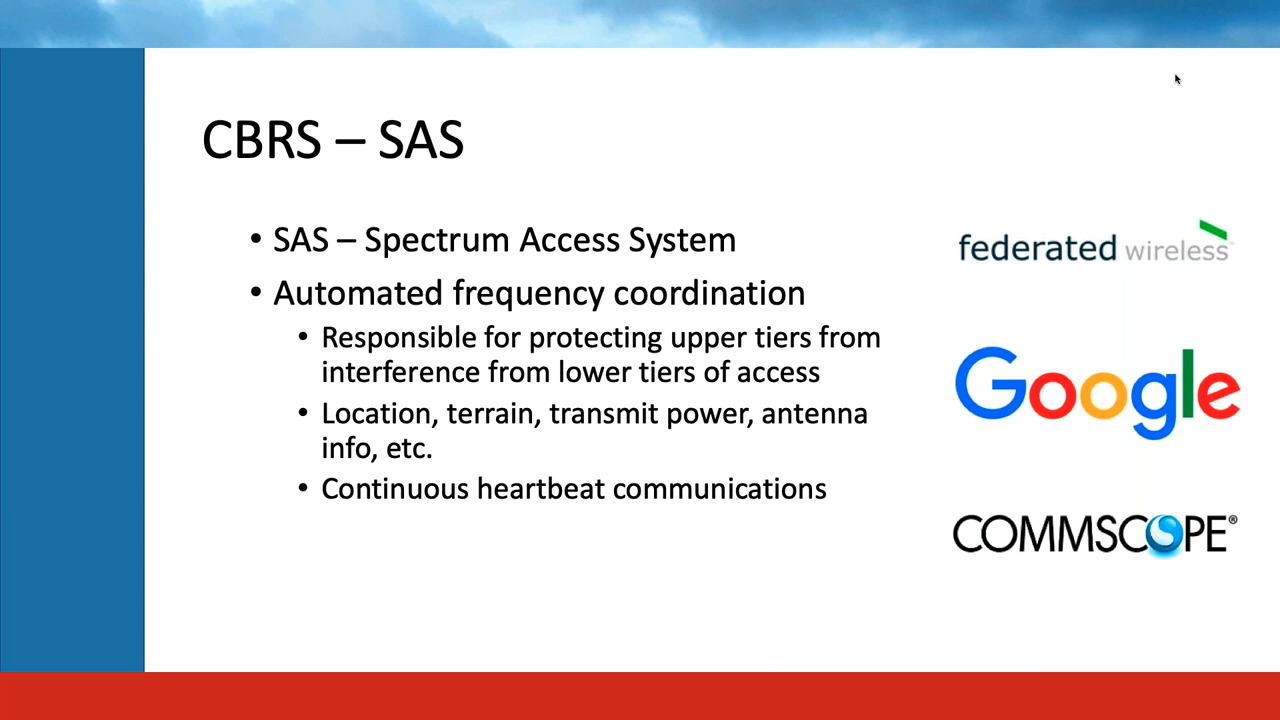 CBRS – SAS
• SAS – Spectrum Access System
• Automated frequency coordination
• Responsible for protecting upper tiers from
interference from lower tiers of access
• Location, terrain, transmit power, antenna
info, etc.
• Continuous heartbeat communications
federated wireless
Google
COMMSCOPE®